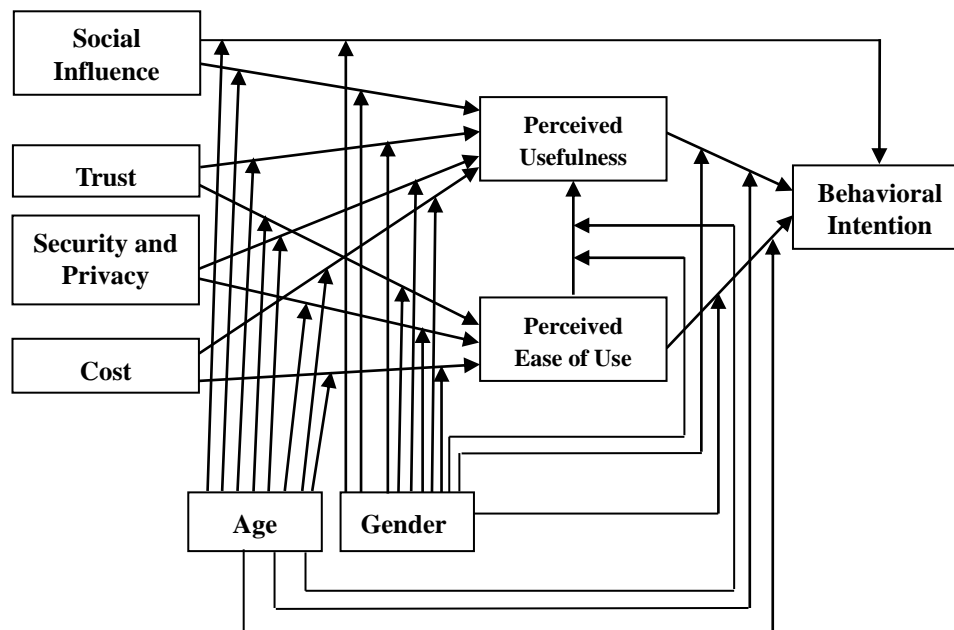 Social
Influence
Trust
Security and
Privacy
Cost
Perceived
Usefulness
Perceived
Ease of Use
Behavioral
Intention
Age
Gender